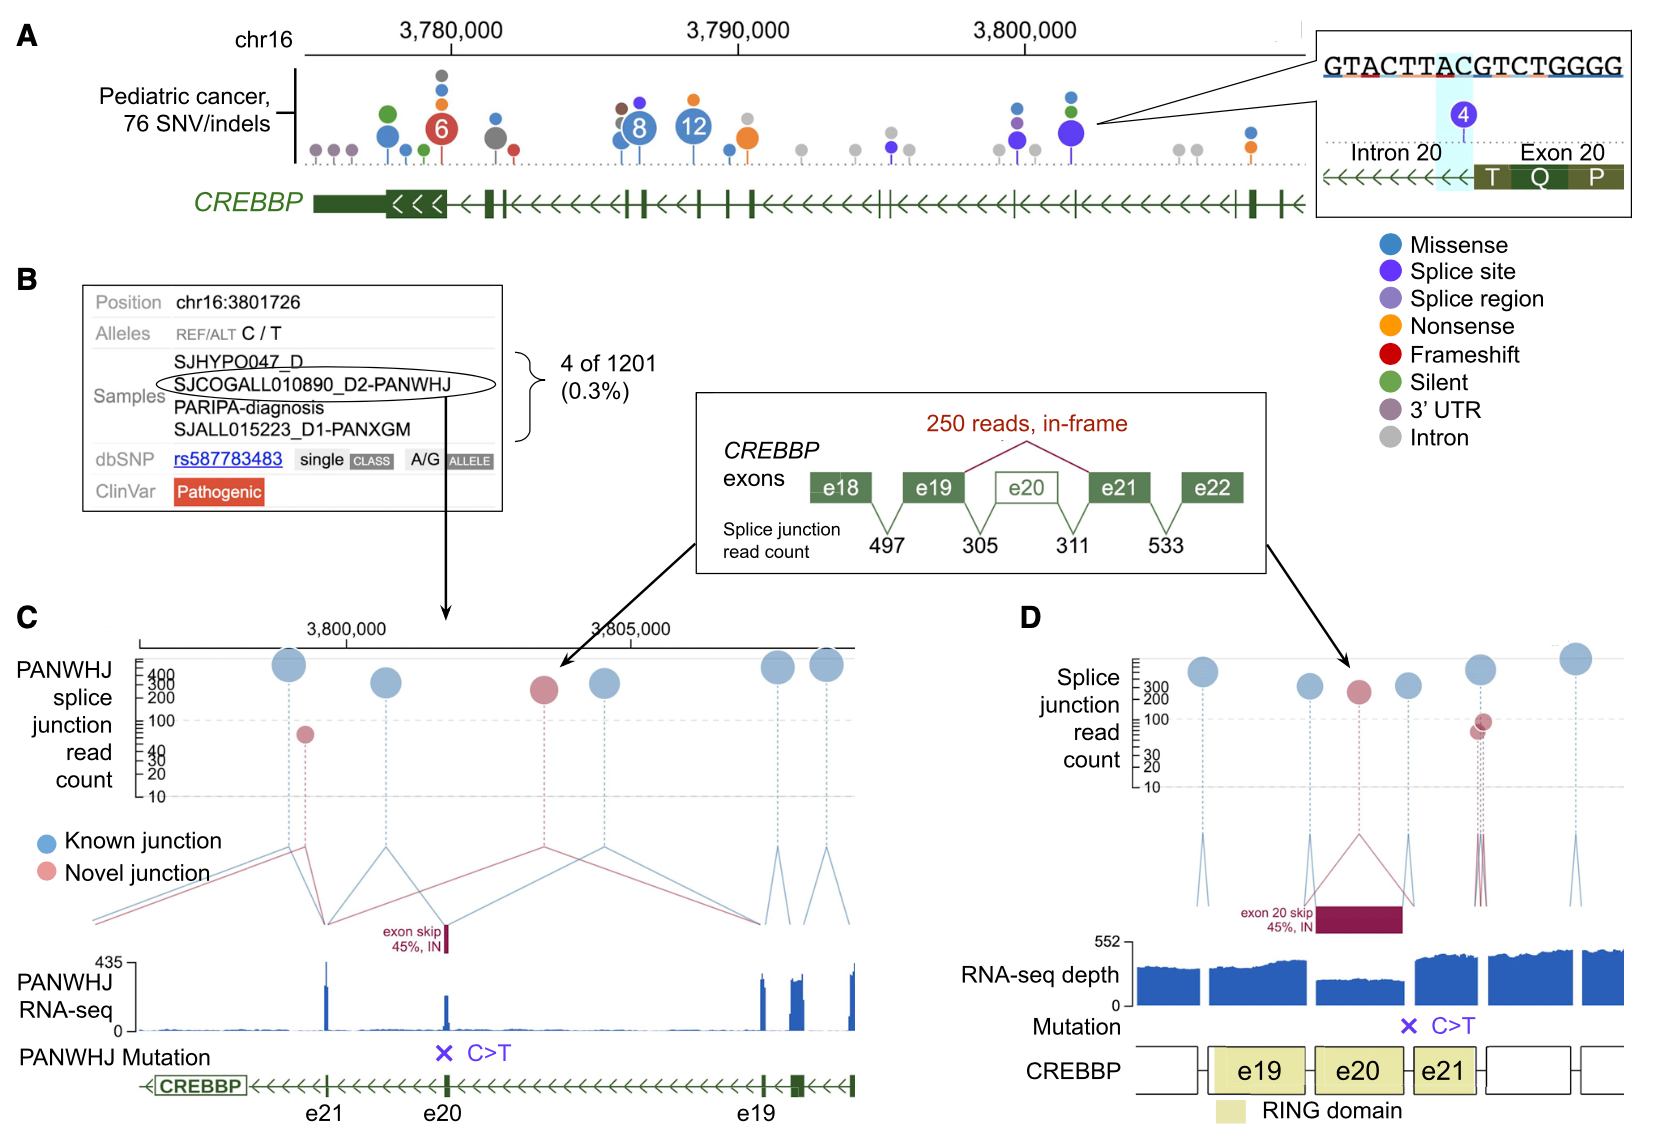 A
chr16
3,780,000
3,790,000
3,800,000
Pediatric cancer,
76 SNV/indels
6
8
12
CREBBP
GTACTTACGTCTGGGG
4
Intron 20
Exon 20
T Q P
Missense
Splice site
Splice region
Nonsense
Frameshift
Silent
3' UTR
Intron
B
Position chr16:3801726
Alleles REF/ALT C / T
Samples
SJHYPO047_D
SJCOGALL010890_D2-PANWHJ
PARIPA-diagnosis
SJALL015223_D1-PANXGM
dbSNP rs587783483 single CLASS A/G ALLELE
ClinVar Pathogenic
4 of 1201
(0.3%)
250 reads, in-frame
CREBBP
exons
e18 e19 e20 e21 e22
Splice junction
read count
497 305 311 533
C
3,800,000
3,805,000
PANWHJ
splice
junction
read
count
400
300
200
100
40
30
20
10
Known junction
Novel junction
exon skip
45%, IN
435
PANWHJ
RNA-seq
0
PANWHJ Mutation
C>T
CREBBP
e21
e20
e19
D
Splice
junction
read
count
300
200
100
30
20
10
exon 20 skip
45%, IN
552
RNA-seq depth
0
Mutation
C>T
CREBBP
e19
e20
e21
RING domain